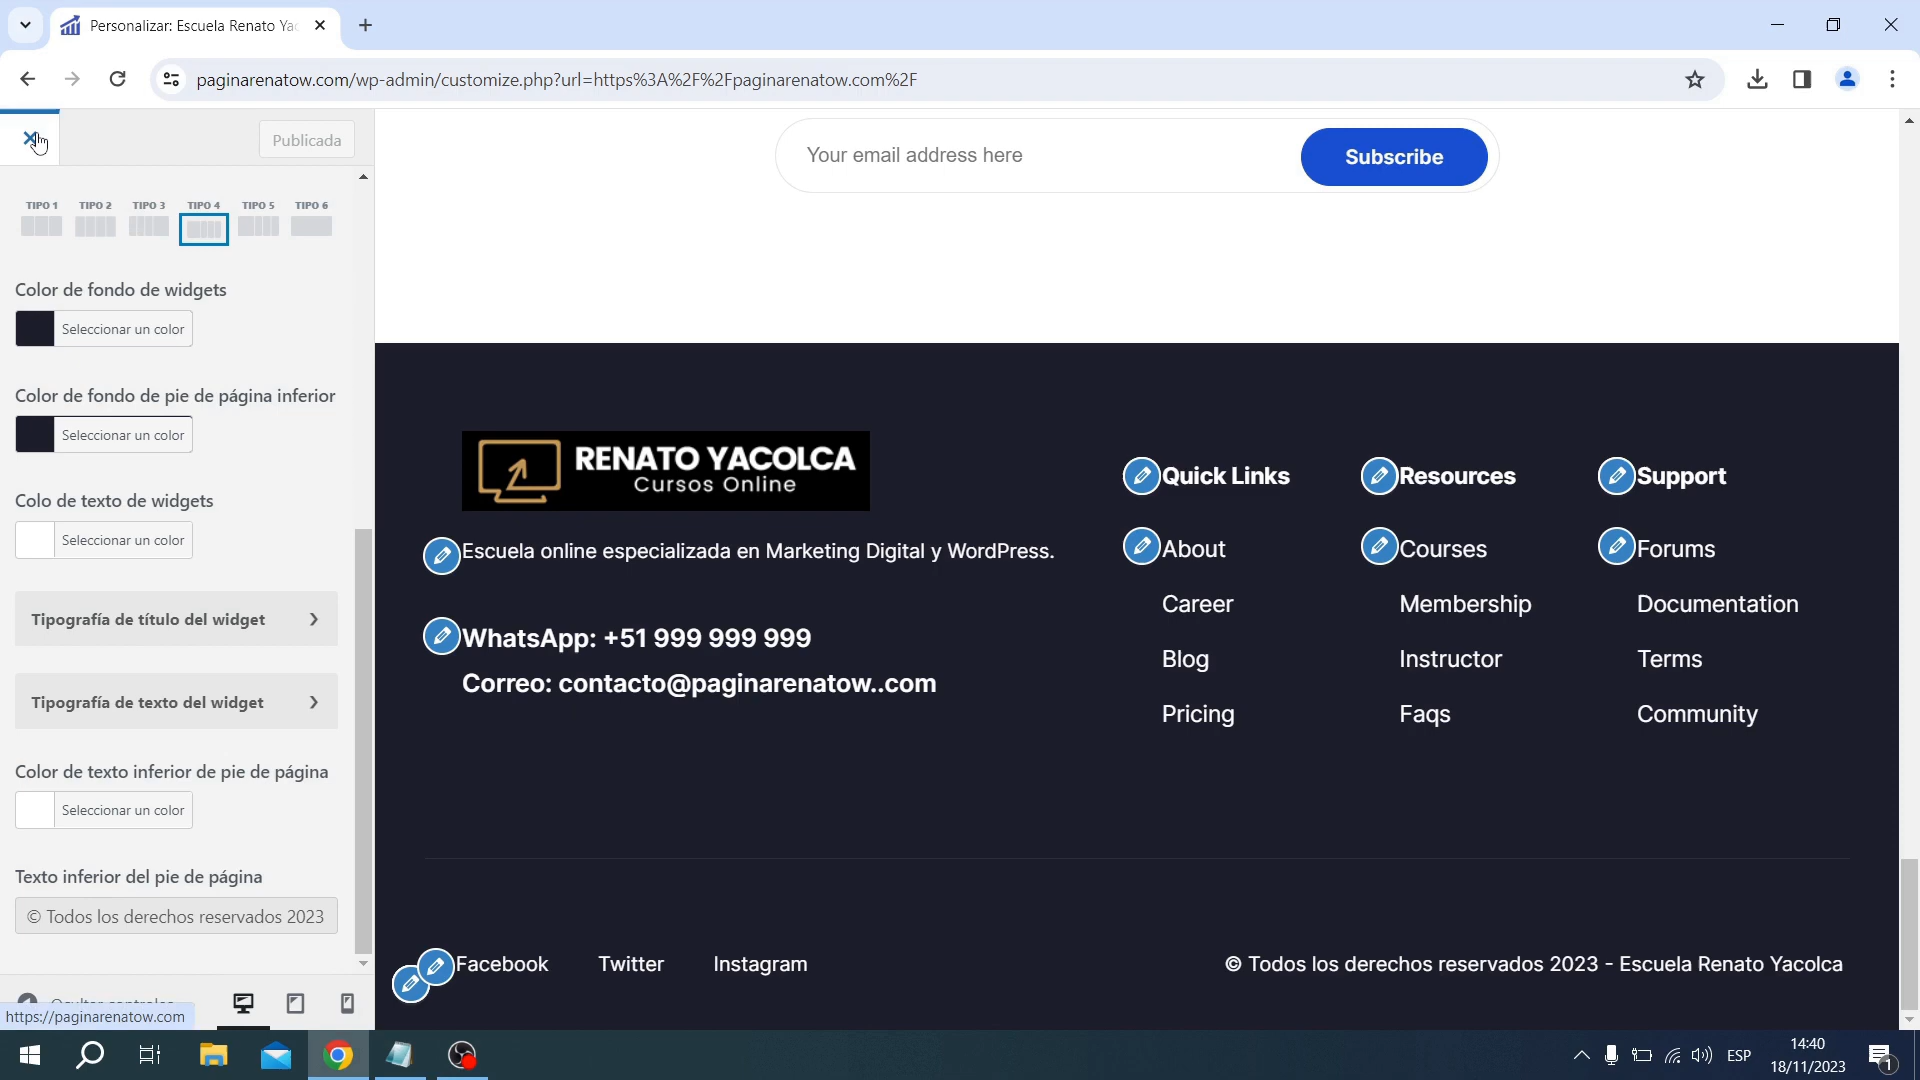 Personalizar: Escuela Renato Yac
paginarenatow.com/wp-admin/customize.php?url=https%3A%2F%2Fpaginarenatow.com%2F
Publicada
TIPO 1 TIPO 2 TIPO 3 TIPO 4 TIPO 5 TIPO 6
Color de fondo de widgets
Seleccionar un color
Color de fondo de pie de página inferior
Seleccionar un color
Colo de texto de widgets
Seleccionar un color
Tipografía de título del widget
Tipografía de texto del widget
Color de texto inferior de pie de página
Seleccionar un color
Texto inferior del pie de página
© Todos los derechos reservados 2023
Ocultar controles
https://paginarenatow.com
Your email address here
Subscribe
RENATO YACOLCA
Cursos Online
Escuela online especializada en Marketing Digital y WordPress.
WhatsApp: +51 999 999 999
Correo: contacto@paginarenatow..com
Quick Links
About
Career
Blog
Pricing
Resources
Courses
Membership
Instructor
Faqs
Support
Forums
Documentation
Terms
Community
Facebook Twitter Instagram
© Todos los derechos reservados 2023 - Escuela Renato Yacolca
ESP
14:40
18/11/2023
1